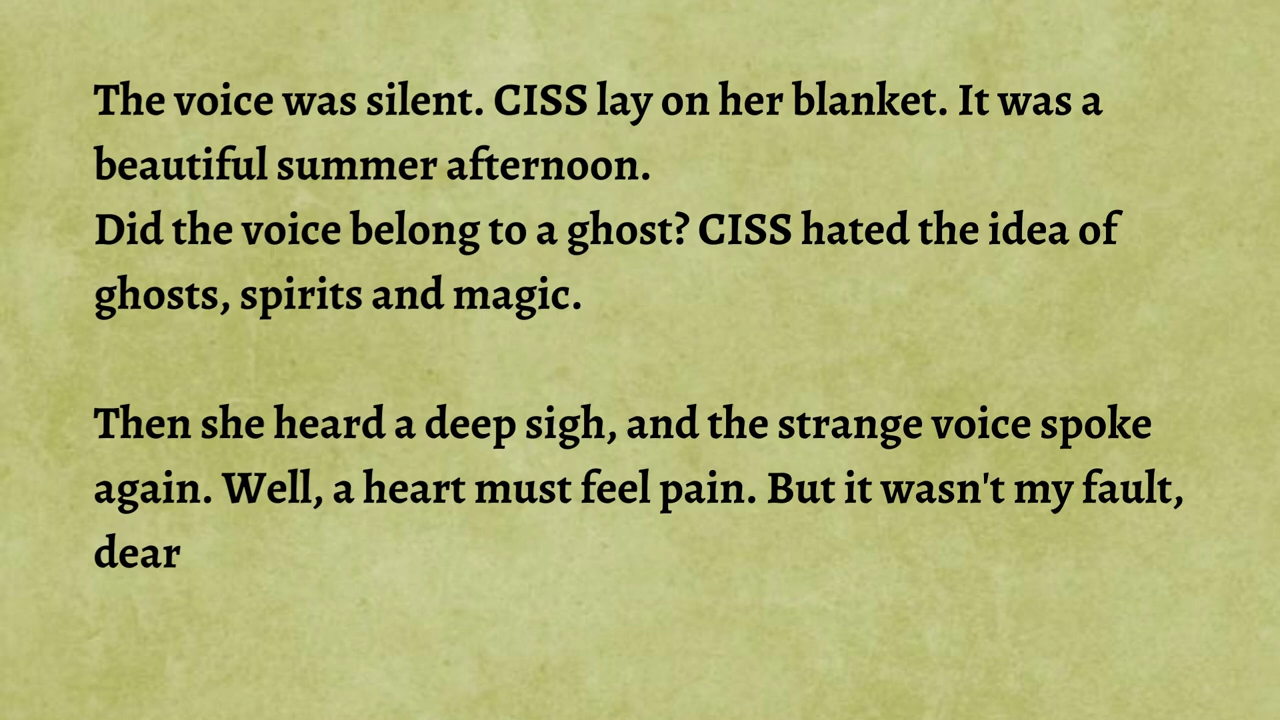 The voice was silent. CISS lay on her blanket. It was a
beautiful summer afternoon.
Did the voice belong to a ghost? CISS hated the idea of
ghosts, spirits and magic.
Then she heard a deep sigh, and the strange voice spoke
again. Well, a heart must feel pain. But it wasn't my fault,
dear